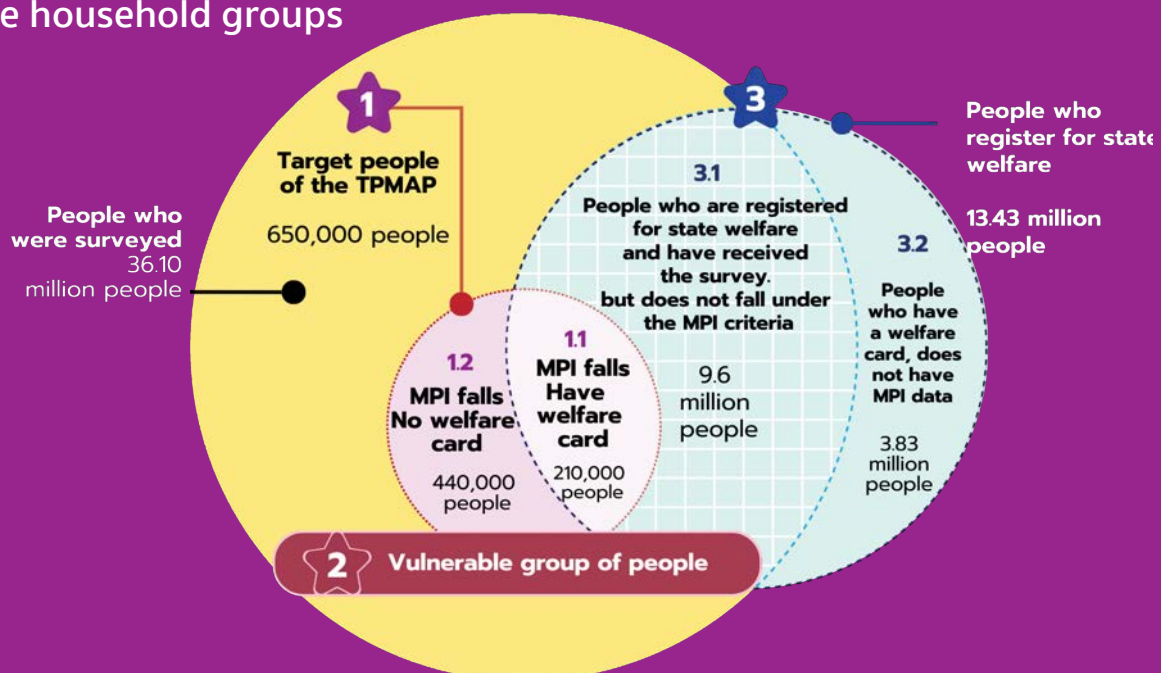 e household groups
1
Target people
of the TPMAP
650,000 people
People who
were surveyed
36.10
million people
3
People who
register for state
welfare
13.43 million
people
3.1
People who are registered
for state welfare
and have received
the survey.
but does not fall under
the MPI criteria
9.6
million
people
3.2
People
who have
a welfare
card, does
not have
MPI data
3.83
million
people
1.2
MPI falls
No welfare
card
440,000
people
1.1
MPI falls
Have
welfare
card
210,000
people
2
Vulnerable group of people